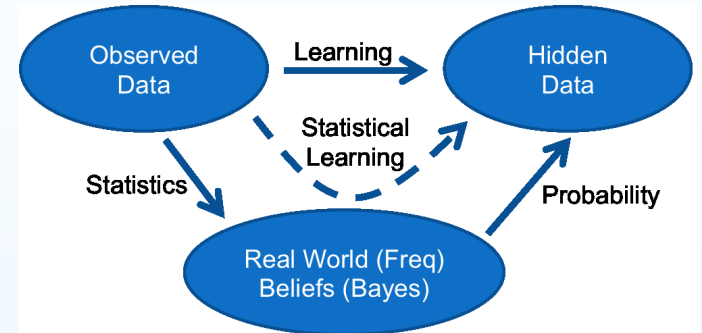 Observed
Data
Learning
Hidden
Data
Statistical
Learning
Statistics
Probability
Real World (Freq)
Beliefs (Bayes)